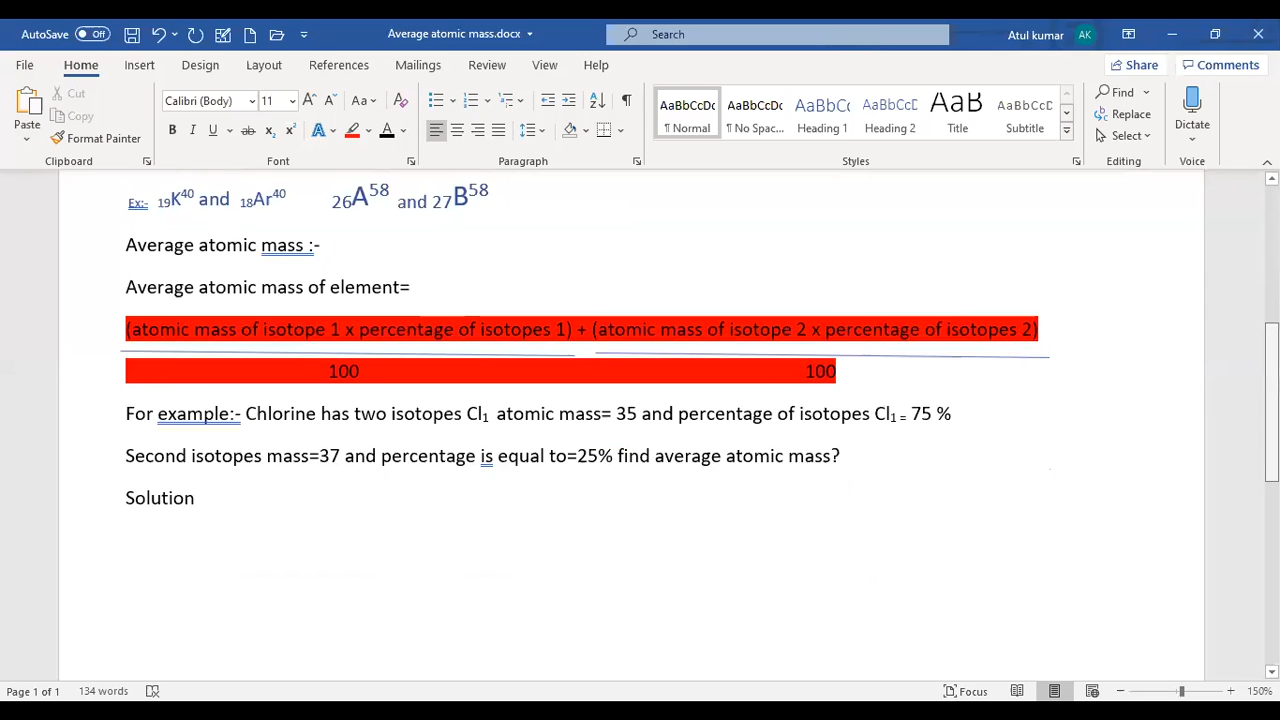 AutoSave Off Average atomic mass.docx Search Atul kumar AK
File Home Insert Design Layout References Mailings Review View Help Share Comments
Paste Cut Copy Format Painter
Calibri (Body) 11 A A Aa A
B I U ab x₂ x² A A
AaBbCcDc AaBbCcDc AaBbCc AaBbCcD AaB AaBbCcDd
¶ Normal ¶ No Spac... Heading 1 Heading 2 Title Subtitle
Find Replace Select Dictate
Clipboard Font Paragraph Styles Editing Voice
Ex:- ₁₉K⁴⁰ and ₁₈Ar⁴⁰ 26A⁵⁸ and 27B⁵⁸
Average atomic mass :-
Average atomic mass of element=
(atomic mass of isotope 1 x percentage of isotopes 1) + (atomic mass of isotope 2 x percentage of isotopes 2)
100 100
For example:- Chlorine has two isotopes Cl₁ atomic mass= 35 and percentage of isotopes Cl₁ = 75 %
Second isotopes mass=37 and percentage is equal to=25% find average atomic mass?
Solution
Page 1 of 1 134 words Focus 150%